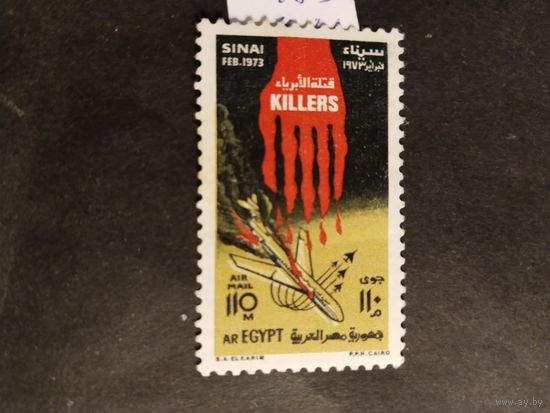 SINAI سيناء
FEB. 1973 فبراير ١٩٧٣
قتلة الأبرياء
KILLERS
AIR
MAIL جوى
110 ١١٠
M م
AR EGYPT جمهورية مصر العربية
S.A. ELKARIM P.P.H. CAIRO
www.ay.by